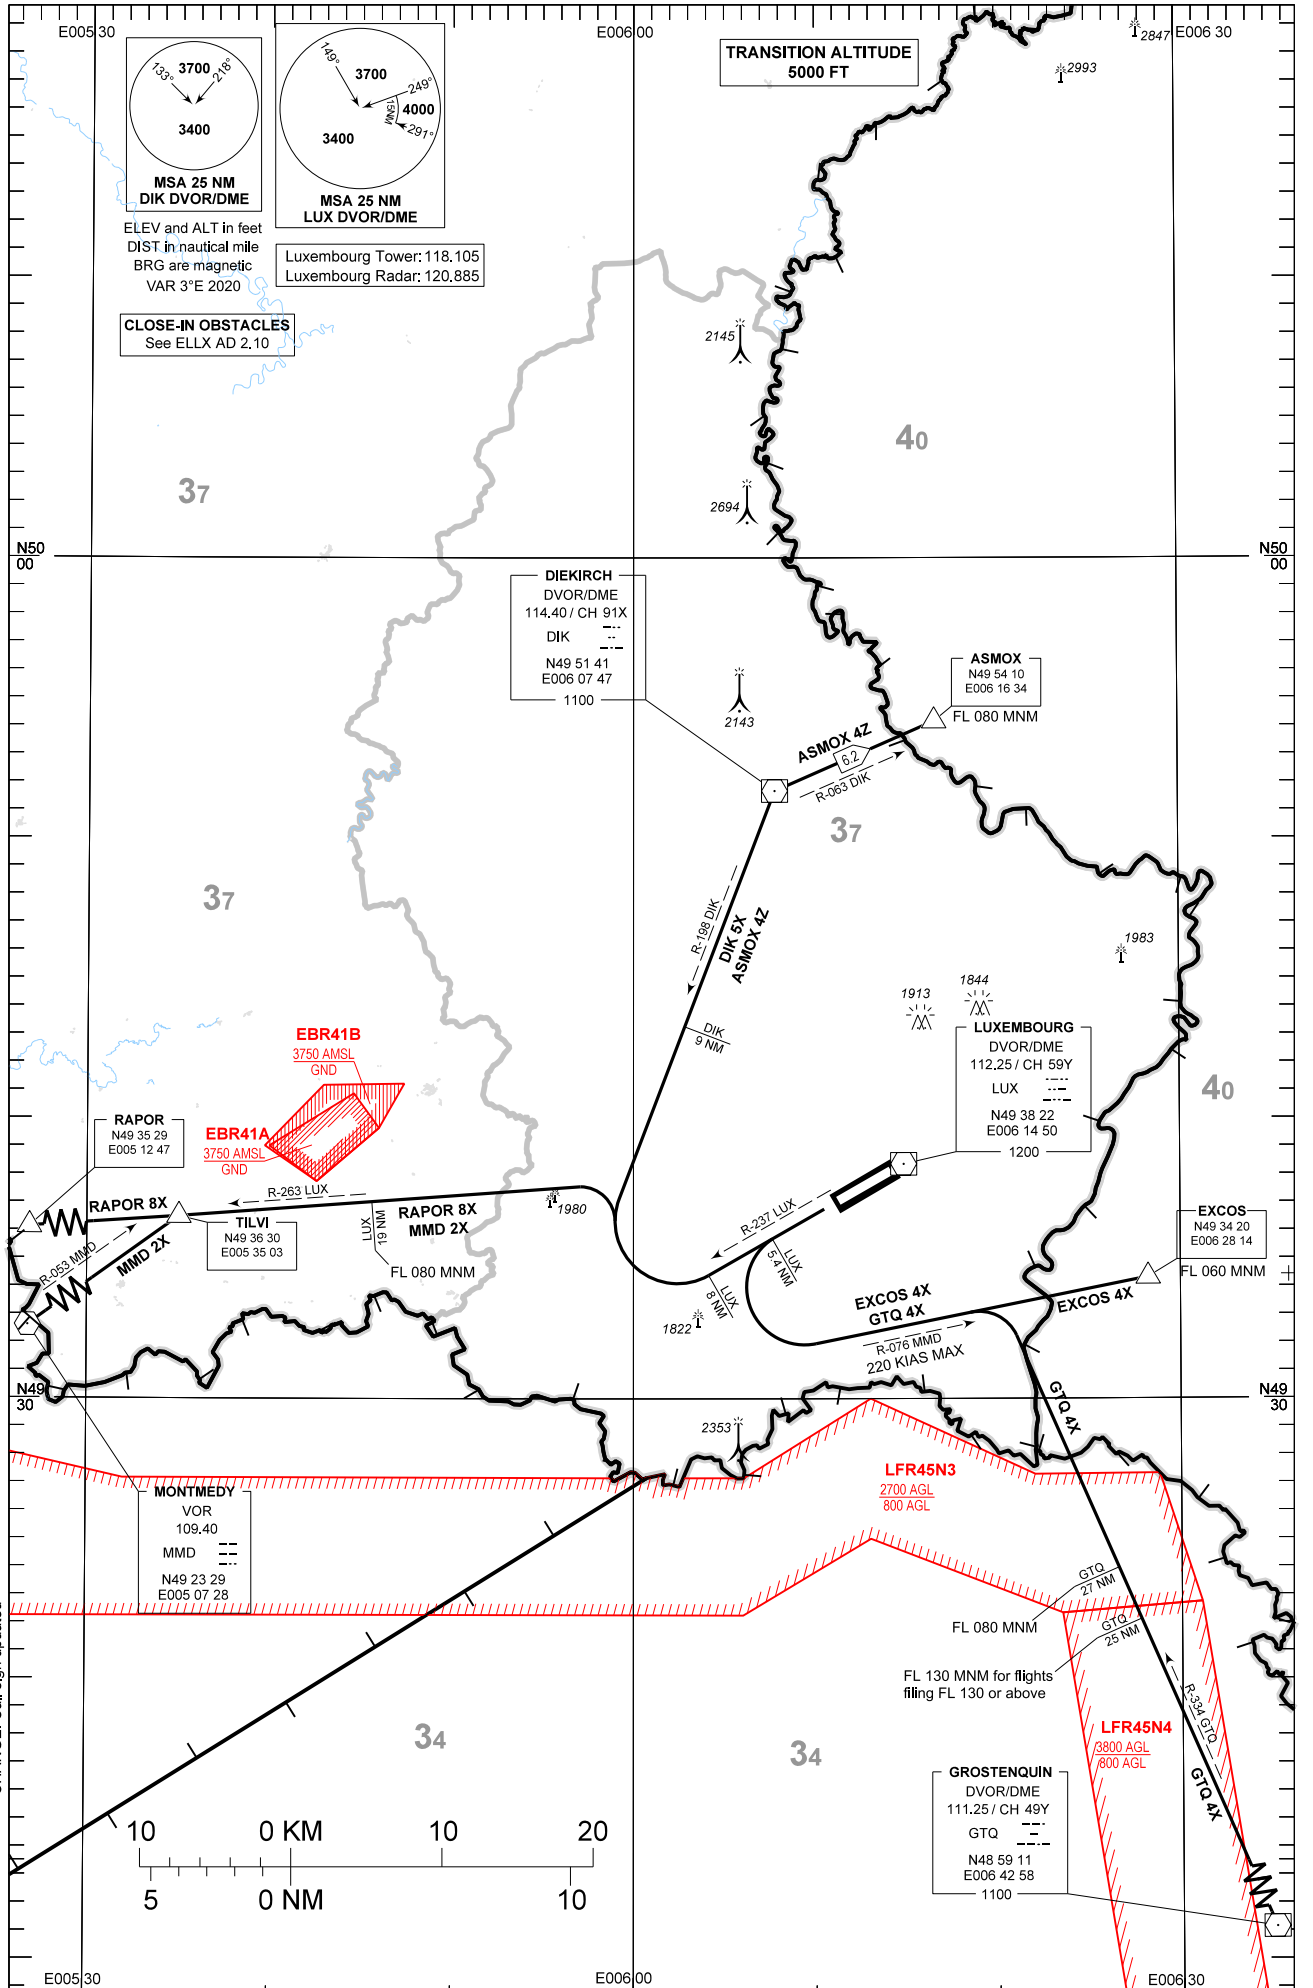 E005 30
E006 00
E006 30
2847
2993
TRANSITION ALTITUDE
5000 FT
133°
3700
218°
3400
MSA 25 NM
DIK DVOR/DME
149°
3700
249°
15NM
4000
291°
3400
MSA 25 NM
LUX DVOR/DME
ELEV and ALT in feet
DIST in nautical mile
BRG are magnetic
VAR 3°E 2020
Luxembourg Tower: 118.105
Luxembourg Radar: 120.885
CLOSE-IN OBSTACLES
See ELLX AD 2.10
2145
40
37
2694
N50
00
N50
00
DIEKIRCH
DVOR/DME
114.40 / CH 91X
DIK
N49 51 41
E006 07 47
1100
ASMOX
N49 54 10
E006 16 34
FL 080 MNM
2143
ASMOX 4Z
6.2
R-063 DIK
37
37
R-198 DIK
DIK 5X
ASMOX 4Z
1983
1913
1844
DIK
9 NM
LUXEMBOURG
DVOR/DME
112.25 / CH 59Y
LUX
N49 38 22
E006 14 50
1200
40
EBR41B
3750 AMSL
GND
EBR41A
3750 AMSL
GND
RAPOR
N49 35 29
E005 12 47
RAPOR 8X
R-263 LUX
RAPOR 8X
MMD 2X
1980
R-237 LUX
EXCOS
N49 34 20
E006 28 14
FL 060 MNM
TILVI
N49 36 30
E005 35 03
LUX
19 NM
FL 080 MNM
R-053 MMD
MMD 2X
LUX
5.4 NM
LUX
8 NM
EXCOS 4X
GTQ 4X
EXCOS 4X
1822
R-076 MMD
220 KIAS MAX
N49
30
N49
30
GTQ 4X
2353
LFR45N3
2700 AGL
800 AGL
MONTMEDY
VOR
109.40
MMD
N49 23 29
E005 07 28
GTQ
27 NM
FL 080 MNM
GTQ
25 NM
FL 130 MNM for flights
filing FL 130 or above
R-334 GTQ
LFR45N4
3800 AGL
800 AGL
34
34
GTQ 4X
GROSTENQUIN
DVOR/DME
111.25 / CH 49Y
GTQ
N48 59 11
E006 42 58
1100
10
0 KM
10
20
5
0 NM
10
E005 30
E006 00
E006 30